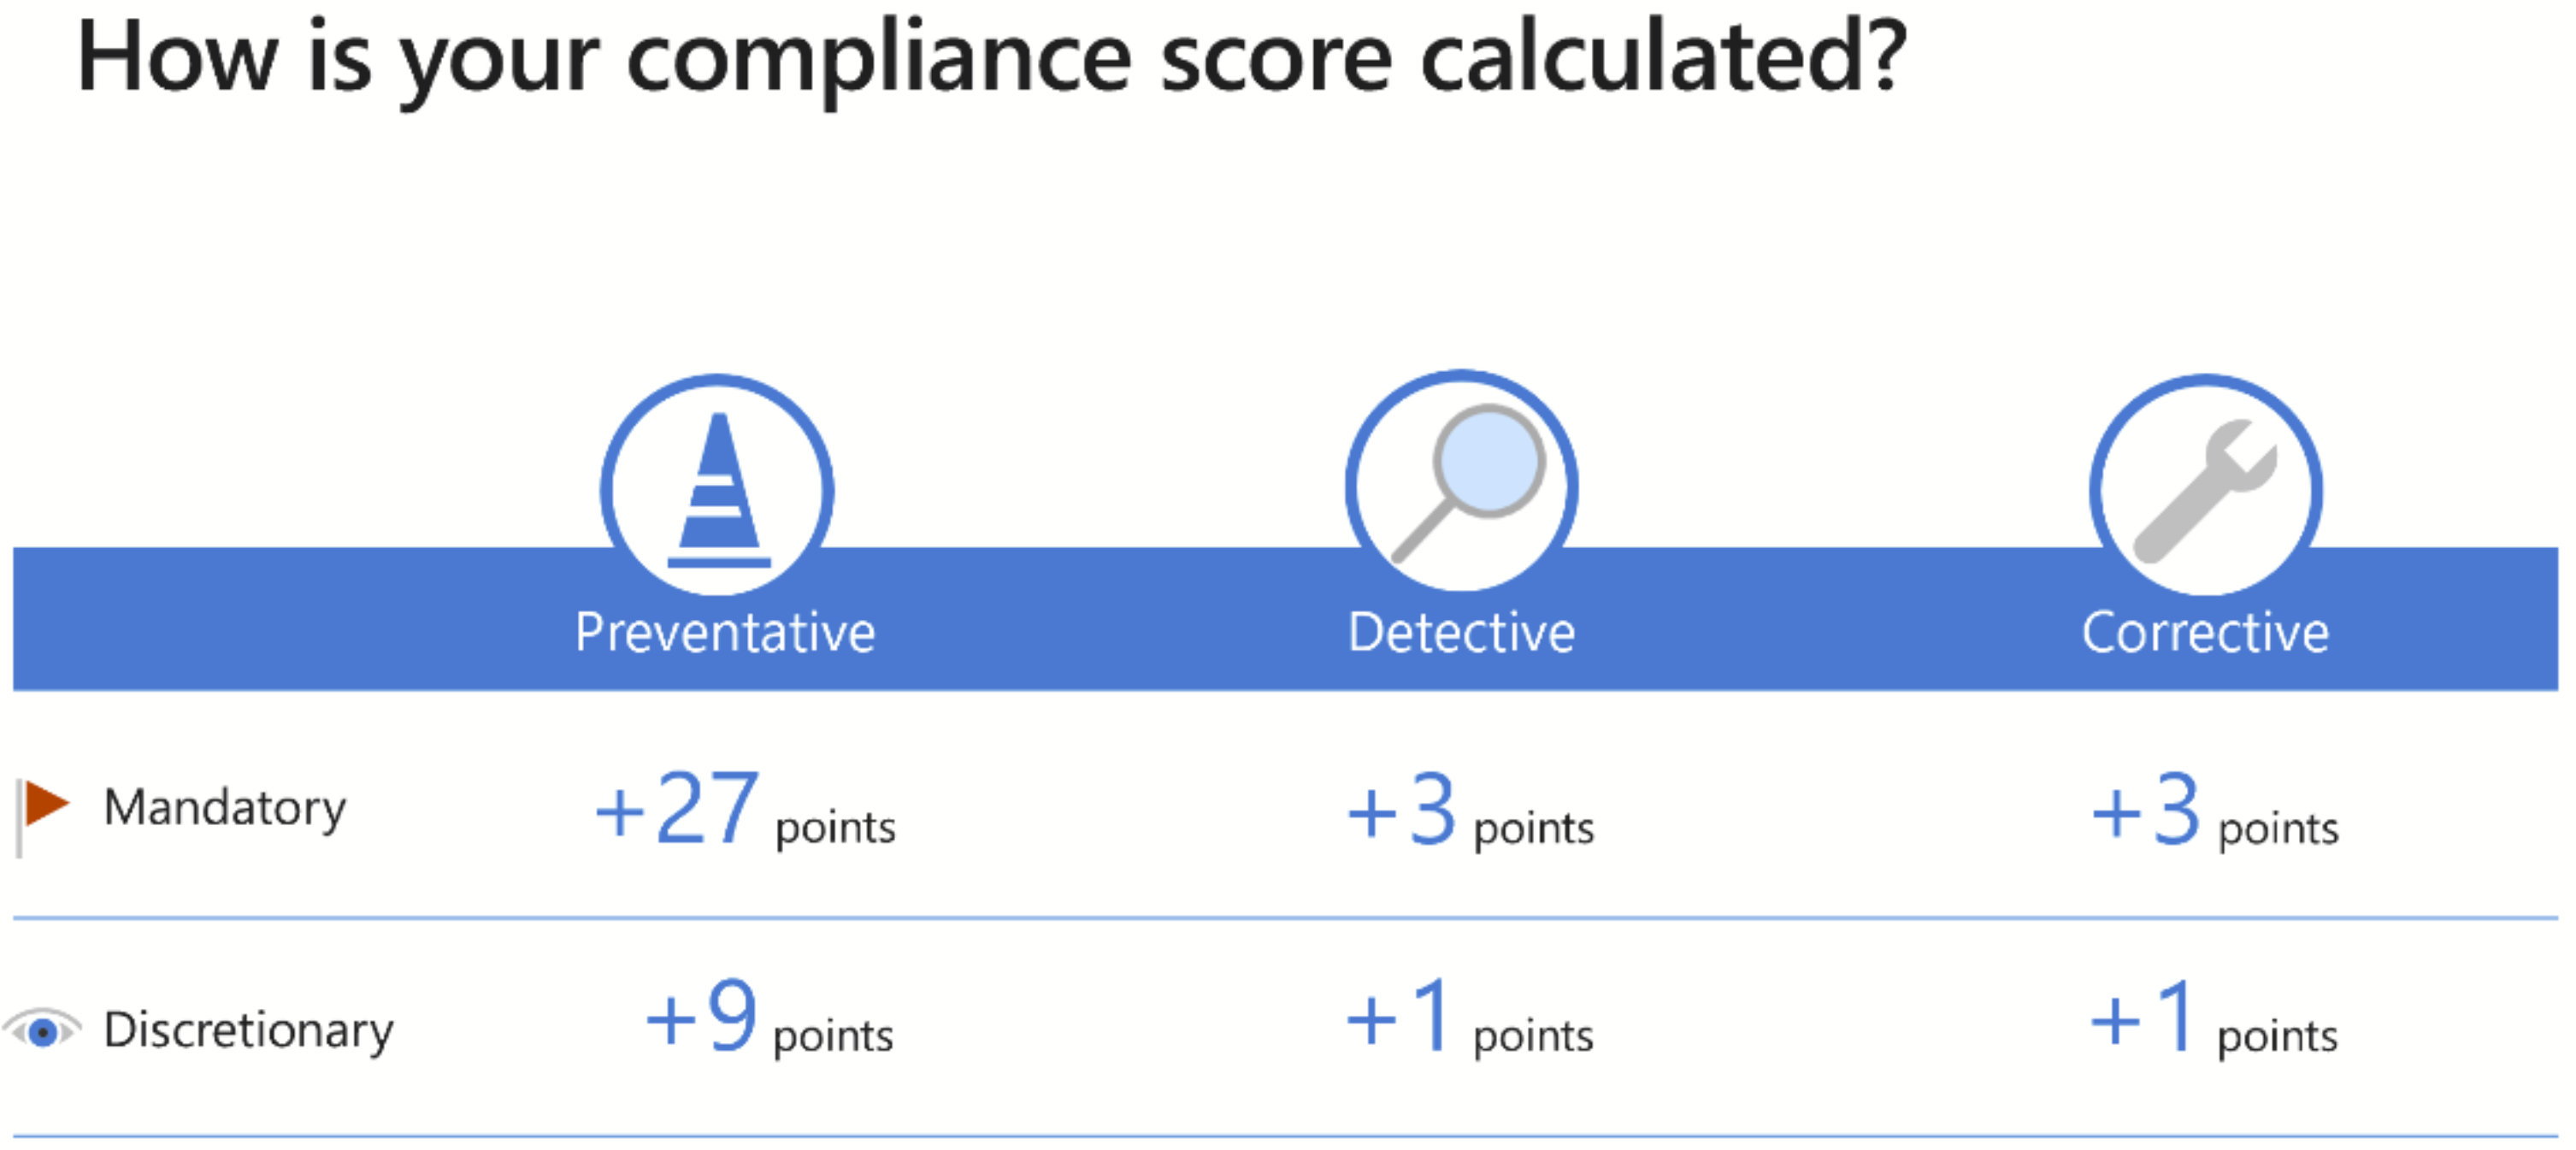 How is your compliance score calculated?
Preventative Detective Corrective
Mandatory +27 points +3 points +3 points
Discretionary +9 points +1 points +1 points